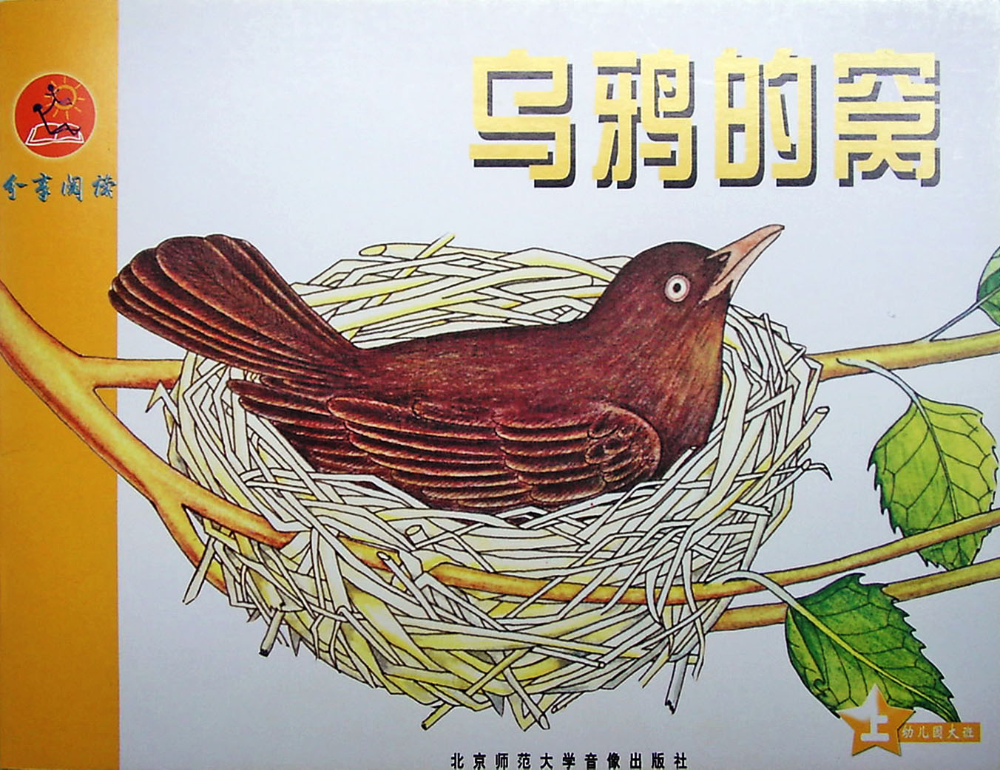 乌鸦的窝
分享阅读
上
幼儿园大班
北京师范大学音像出版社